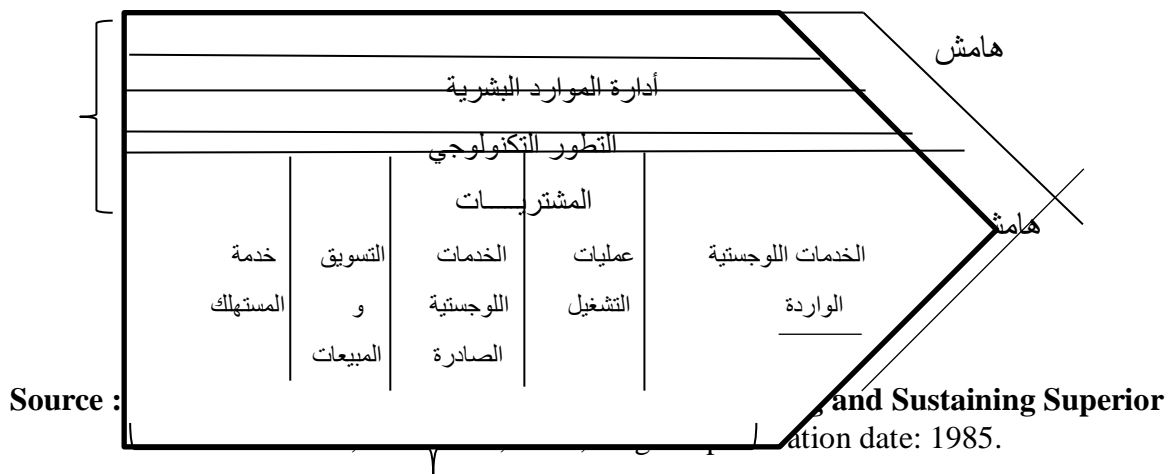 هامش
أدارة الموارد البشرية
التطور التكنولوجي
المشتريـــات
هامش
الخدمات اللوجستية
الواردة
عمليات
التشغيل
الخدمات
اللوجستية
الصادرة
التسويق
و
المبيعات
خدمة
المستهلك
Source :
and Sustaining Superior
ation date: 1985.